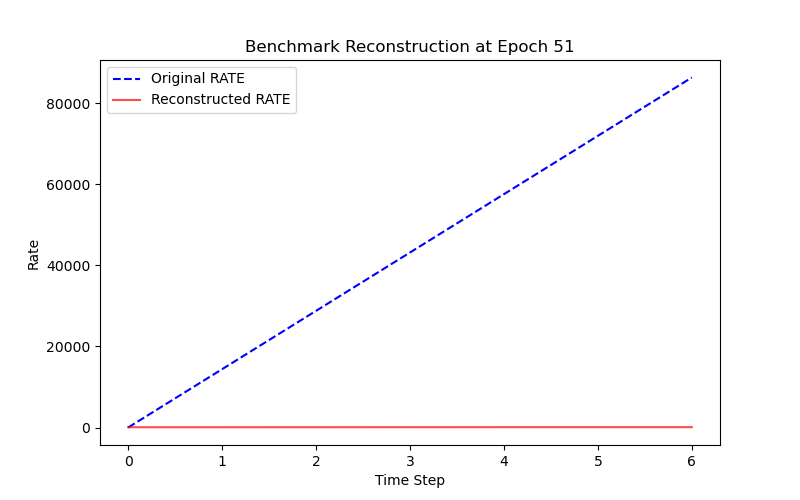 Benchmark Reconstruction at Epoch 51
Original RATE
Reconstructed RATE
80000
60000
40000
20000
0
Rate
0 1 2 3 4 5 6
Time Step